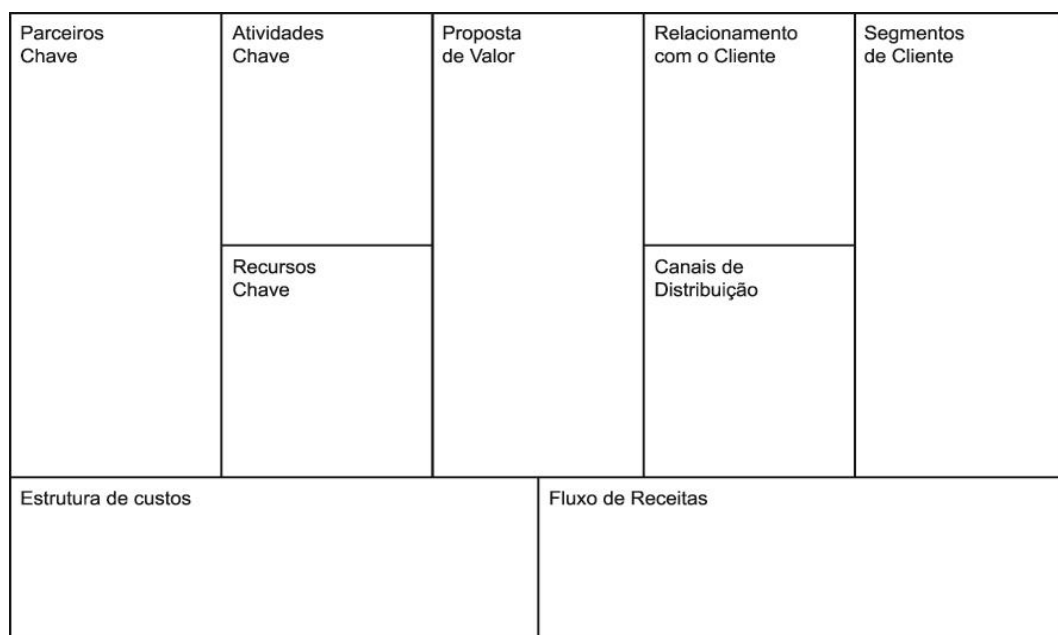 Parceiros
Chave
Atividades
Chave
Proposta
de Valor
Relacionamento
com o Cliente
Segmentos
de Cliente
Recursos
Chave
Canais de
Distribuição
Estrutura de custos
Fluxo de Receitas